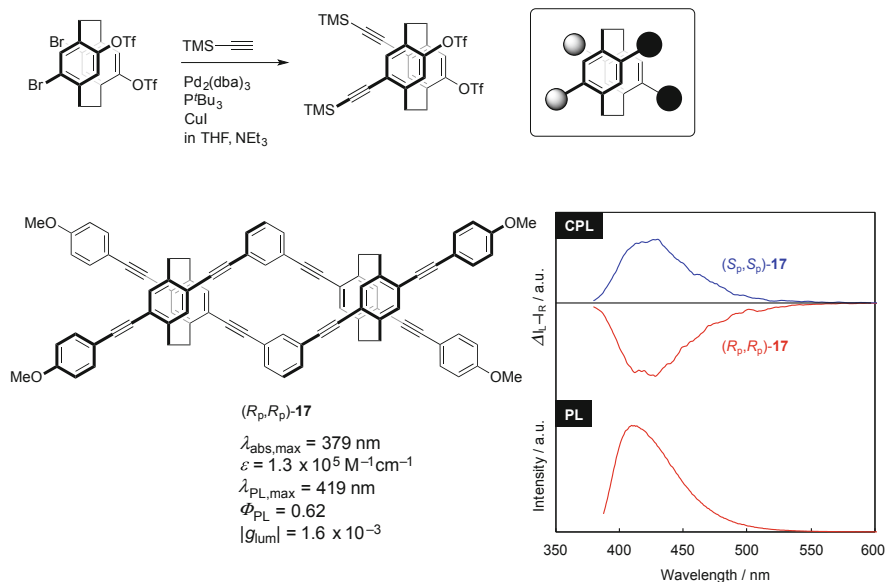 Br
Br
OTf
OTf
TMS
Pd₂(dba)₃
PᵗBu₃
CuI
in THF, NEt₃
TMS
TMS
OTf
OTf
MeO
MeO
OMe
OMe
(Rₚ,Rₚ)-17
λabs,max = 379 nm
ε = 1.3 x 10⁵ M⁻¹cm⁻¹
λPL,max = 419 nm
ΦPL = 0.62
|glum| = 1.6 x 10⁻³
CPL
(Sₚ,Sₚ)-17
(Rₚ,Rₚ)-17
ΔIL–IR / a.u.
PL
Intensity / a.u.
350 400 450 500 550 600
Wavelength / nm